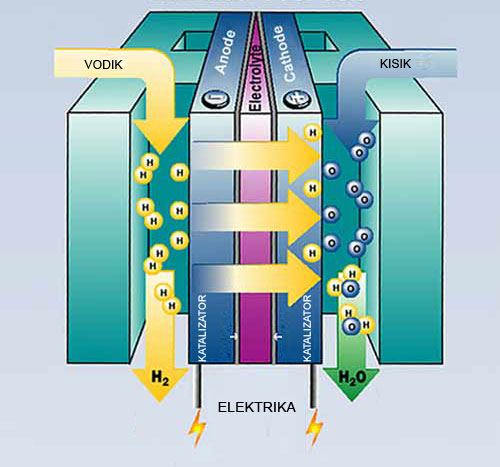 Anode
Electrolyte
Cathode
VODIK
KISIK
−
+
H
H
H
H
H
H
H
H
H
H
H
H
H
H
O
O
O
O
O
O
O
O
O
O
O
H
H O
H
O H
KATALIZATOR
KATALIZATOR
H₂
H₂O
ELEKTRIKA